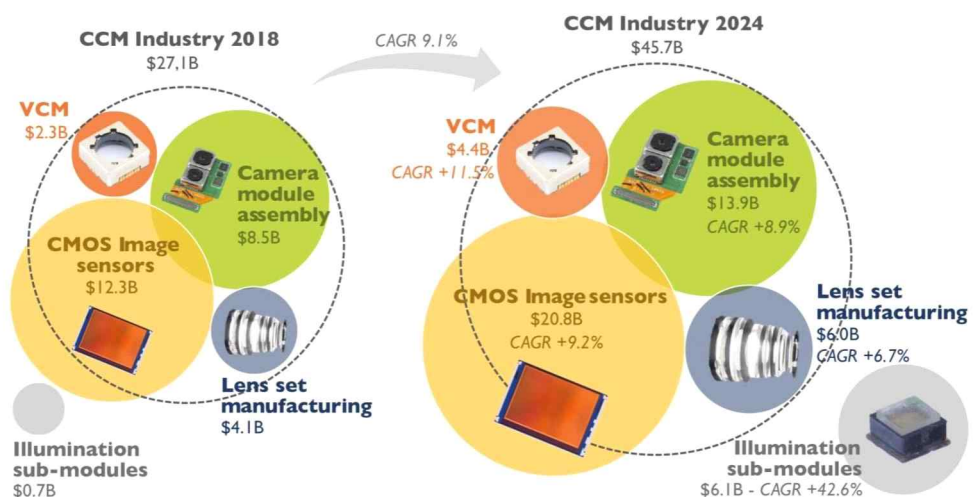 CCM Industry 2018
$27,1B
CAGR 9.1%
CCM Industry 2024
$45.7B
VCM
$2.3B
Camera
module
assembly
$8.5B
CMOS Image
sensors
$12.3B
Lens set
manufacturing
$4.1B
Illumination
sub-modules
$0.7B
VCM
$4.4B
CAGR +11.5%
Camera
module
assembly
$13.9B
CAGR +8.9%
CMOS Image sensors
$20.8B
CAGR +9.2%
Lens set
manufacturing
$6.0B
CAGR +6.7%
Illumination
sub-modules
$6.1B - CAGR +42.6%